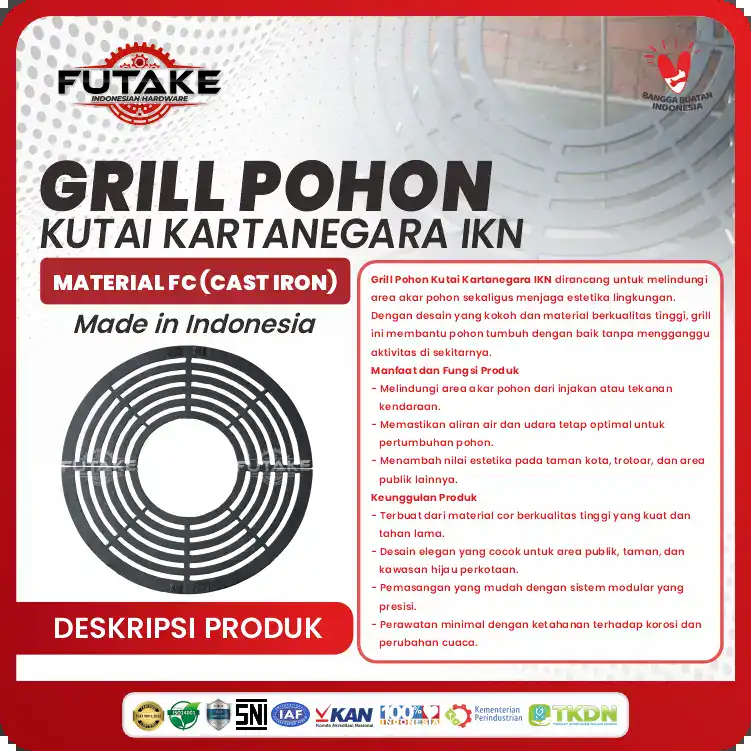 FUTAKE
INDONESIAN HARDWARE
BANGGA BUATAN
INDONESIA
GRILL POHON
KUTAI KARTANEGARA IKN
MATERIAL FC (CAST IRON)
Made in Indonesia
FUTAKE FUTAKE
DESKRIPSI PRODUK
Grill Pohon Kutai Kartanegara IKN dirancang untuk melindungi
area akar pohon sekaligus menjaga estetika lingkungan.
Dengan desain yang kokoh dan material berkualitas tinggi, grill
ini membantu pohon tumbuh dengan baik tanpa mengganggu
aktivitas di sekitarnya.
Manfaat dan Fungsi Produk
- Melindungi area akar pohon dari injakan atau tekanan
kendaraan.
- Memastikan aliran air dan udara tetap optimal untuk
pertumbuhan pohon.
- Menambah nilai estetika pada taman kota, trotoar, dan area
publik lainnya.
Keunggulan Produk
- Terbuat dari material cor berkualitas tinggi yang kuat dan
tahan lama.
- Desain elegan yang cocok untuk area publik, taman, dan
kawasan hijau perkotaan.
- Pemasangan yang mudah dengan sistem modular yang
presisi.
- Perawatan minimal dengan ketahanan terhadap korosi dan
perubahan cuaca.
ISO 9001:2015
ISO14001
SNI
IAF
KAN
Komite Akreditasi Nasional
100%
INDONESIA
Kementerian
Perindustrian
TKDN